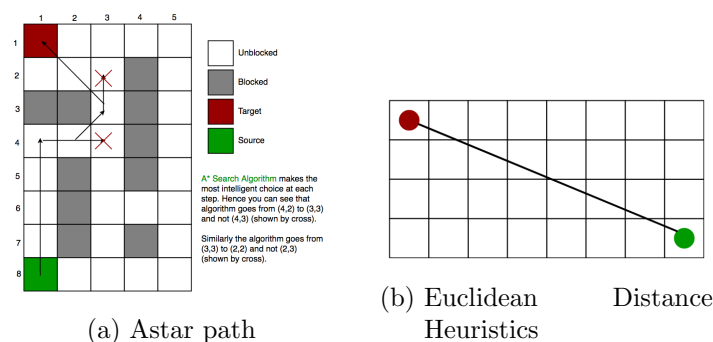 1 2 3 4 5
1
2
3
4
5
6
7
8
Unblocked
Blocked
Target
Source
A* Search Algorithm makes the
most intelligent choice at each
step. Hence you can see that
algorithm goes from (4,2) to (3,3)
and not (4,3) (shown by cross).
Similarly the algorithm goes from
(3,3) to (2,2) and not (2,3)
(shown by cross).
(a) Astar path
(b) Euclidean Distance
Heuristics